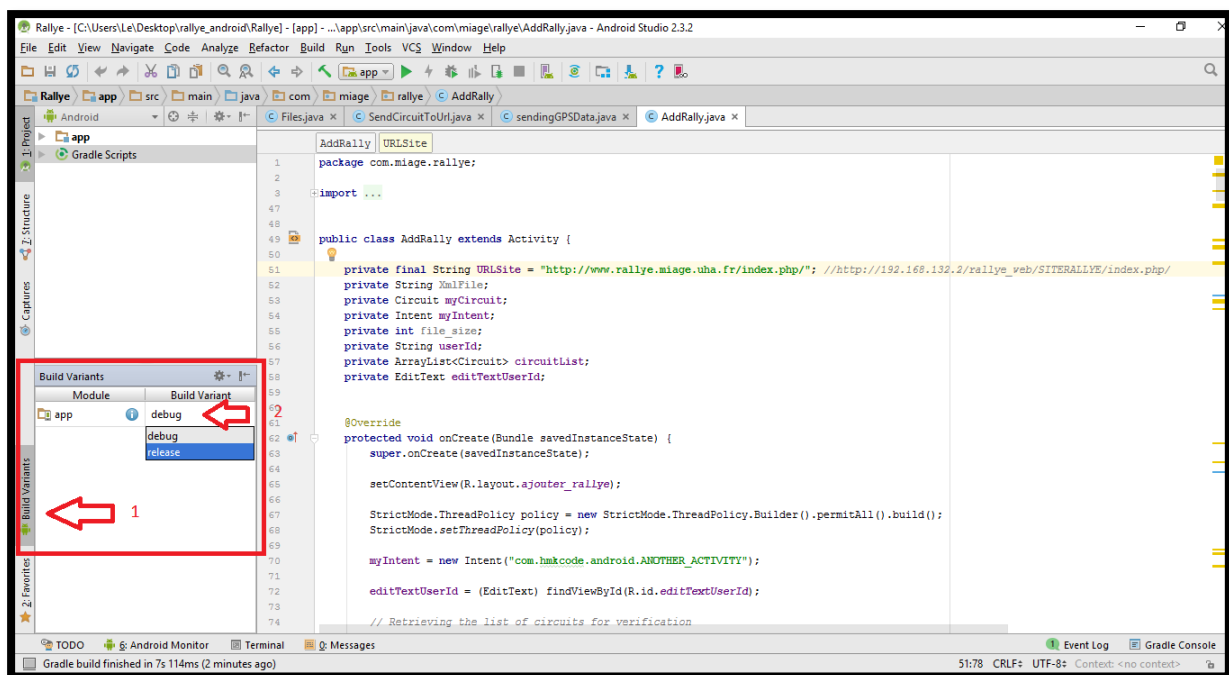 Rallye - [C:\Users\Le\Desktop\rallye_android\Rallye] - [app] - ...\app\src\main\java\com\miage\rallye\AddRally.java - Android Studio 2.3.2
File Edit View Navigate Code Analyze Refactor Build Run Tools VCS Window Help
app
Rallye app src main java com miage rallye AddRally
Android
Files.java SendCircuitToUrl.java sendingGPSData.java AddRally.java
1: Project
app
Gradle Scripts
Z: Structure
Captures
AddRally URLSite
1 package com.miage.rallye;
2
3 import ...
47
48
49 public class AddRally extends Activity {
50
51 private final String URLSite = "http://www.rallye.miage.uha.fr/index.php/"; //http://192.168.132.2/rallye_web/SITERALLYE/index.php/
52 private String XmlFile;
53 private Circuit myCircuit;
54 private Intent myIntent;
55 private int file_size;
56 private String userId;
57 private ArrayList<Circuit> circuitList;
58 private EditText editTextUserId;
59
60
61 @Override
62 protected void onCreate(Bundle savedInstanceState) {
63 super.onCreate(savedInstanceState);
64
65 setContentView(R.layout.ajouter_rallye);
66
67 StrictMode.ThreadPolicy policy = new StrictMode.ThreadPolicy.Builder().permitAll().build();
68 StrictMode.setThreadPolicy(policy);
69
70 myIntent = new Intent("com.hmkcode.android.ANOTHER_ACTIVITY");
71
72 editTextUserId = (EditText) findViewById(R.id.editTextUserId);
73
74 // Retrieving the list of circuits for verification
Build Variants
Module Build Variant
app debug
2
debug
release
Build Variants
1
2: Favorites
TODO 6: Android Monitor Terminal 0: Messages 1 Event Log Gradle Console
Gradle build finished in 7s 114ms (2 minutes ago) 51:78 CRLF UTF-8 Context: <no context>